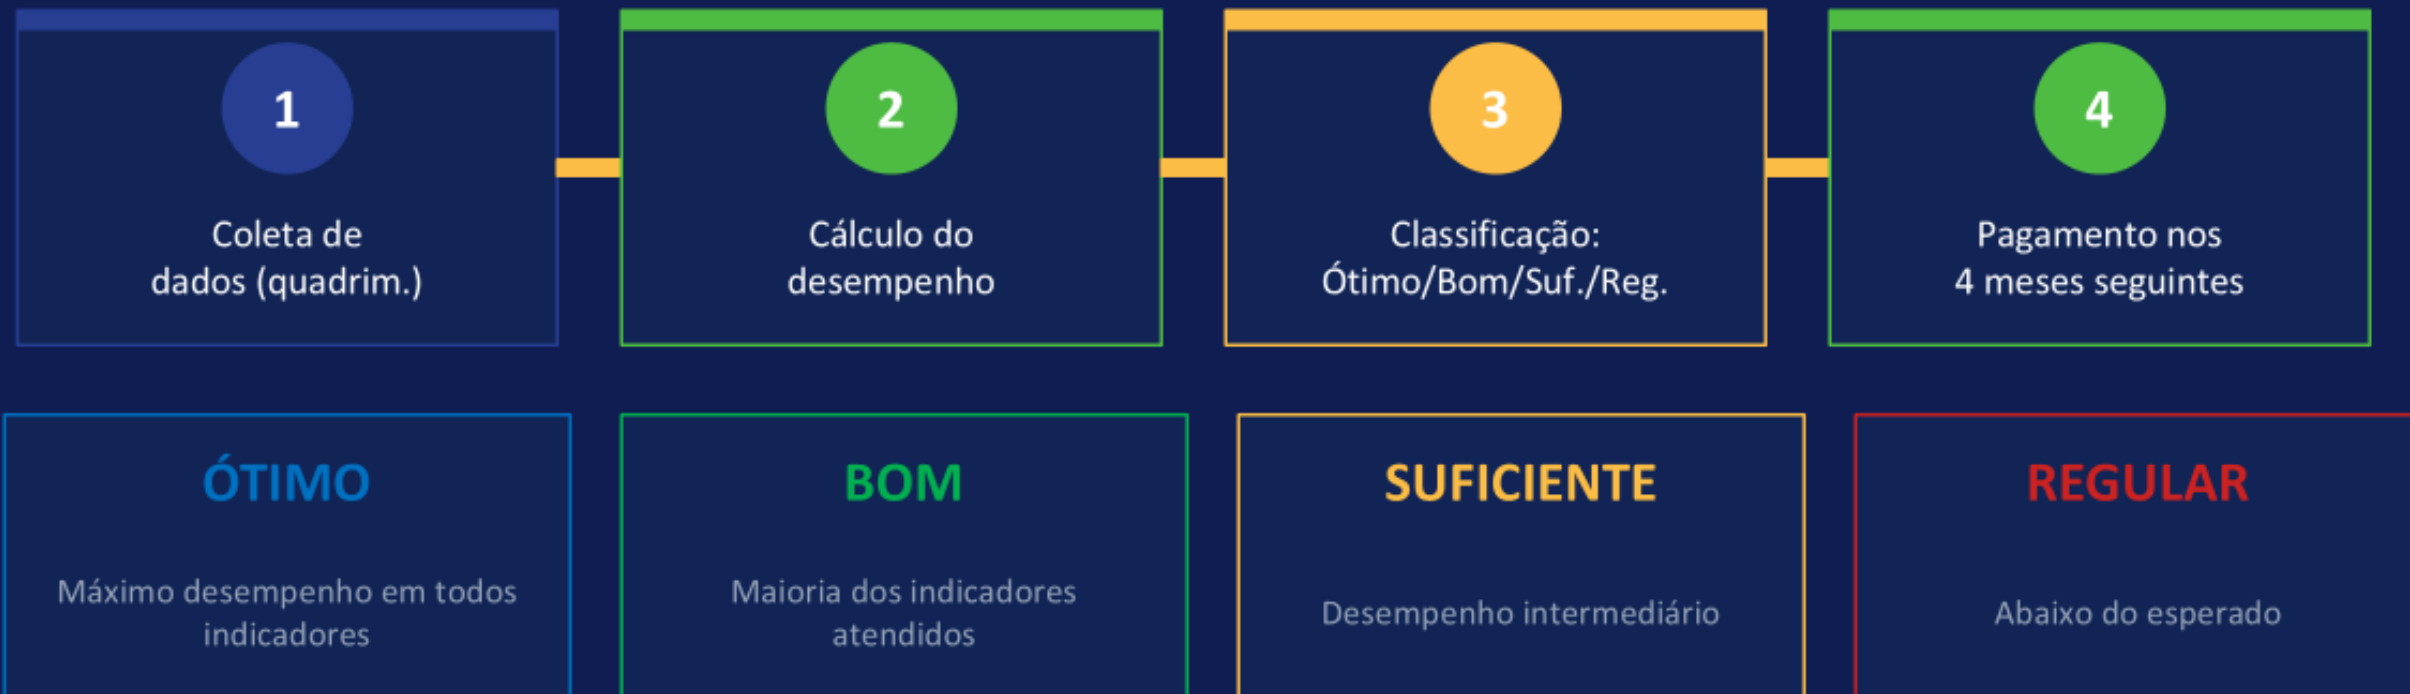 1
Coleta de
dados (quadrim.)
2
Cálculo do
desempenho
3
Classificação:
Ótimo/Bom/Suf./Reg.
4
Pagamento nos
4 meses seguintes
ÓTIMO
Máximo desempenho em todos
indicadores
BOM
Maioria dos indicadores
atendidos
SUFICIENTE
Desempenho intermediário
REGULAR
Abaixo do esperado